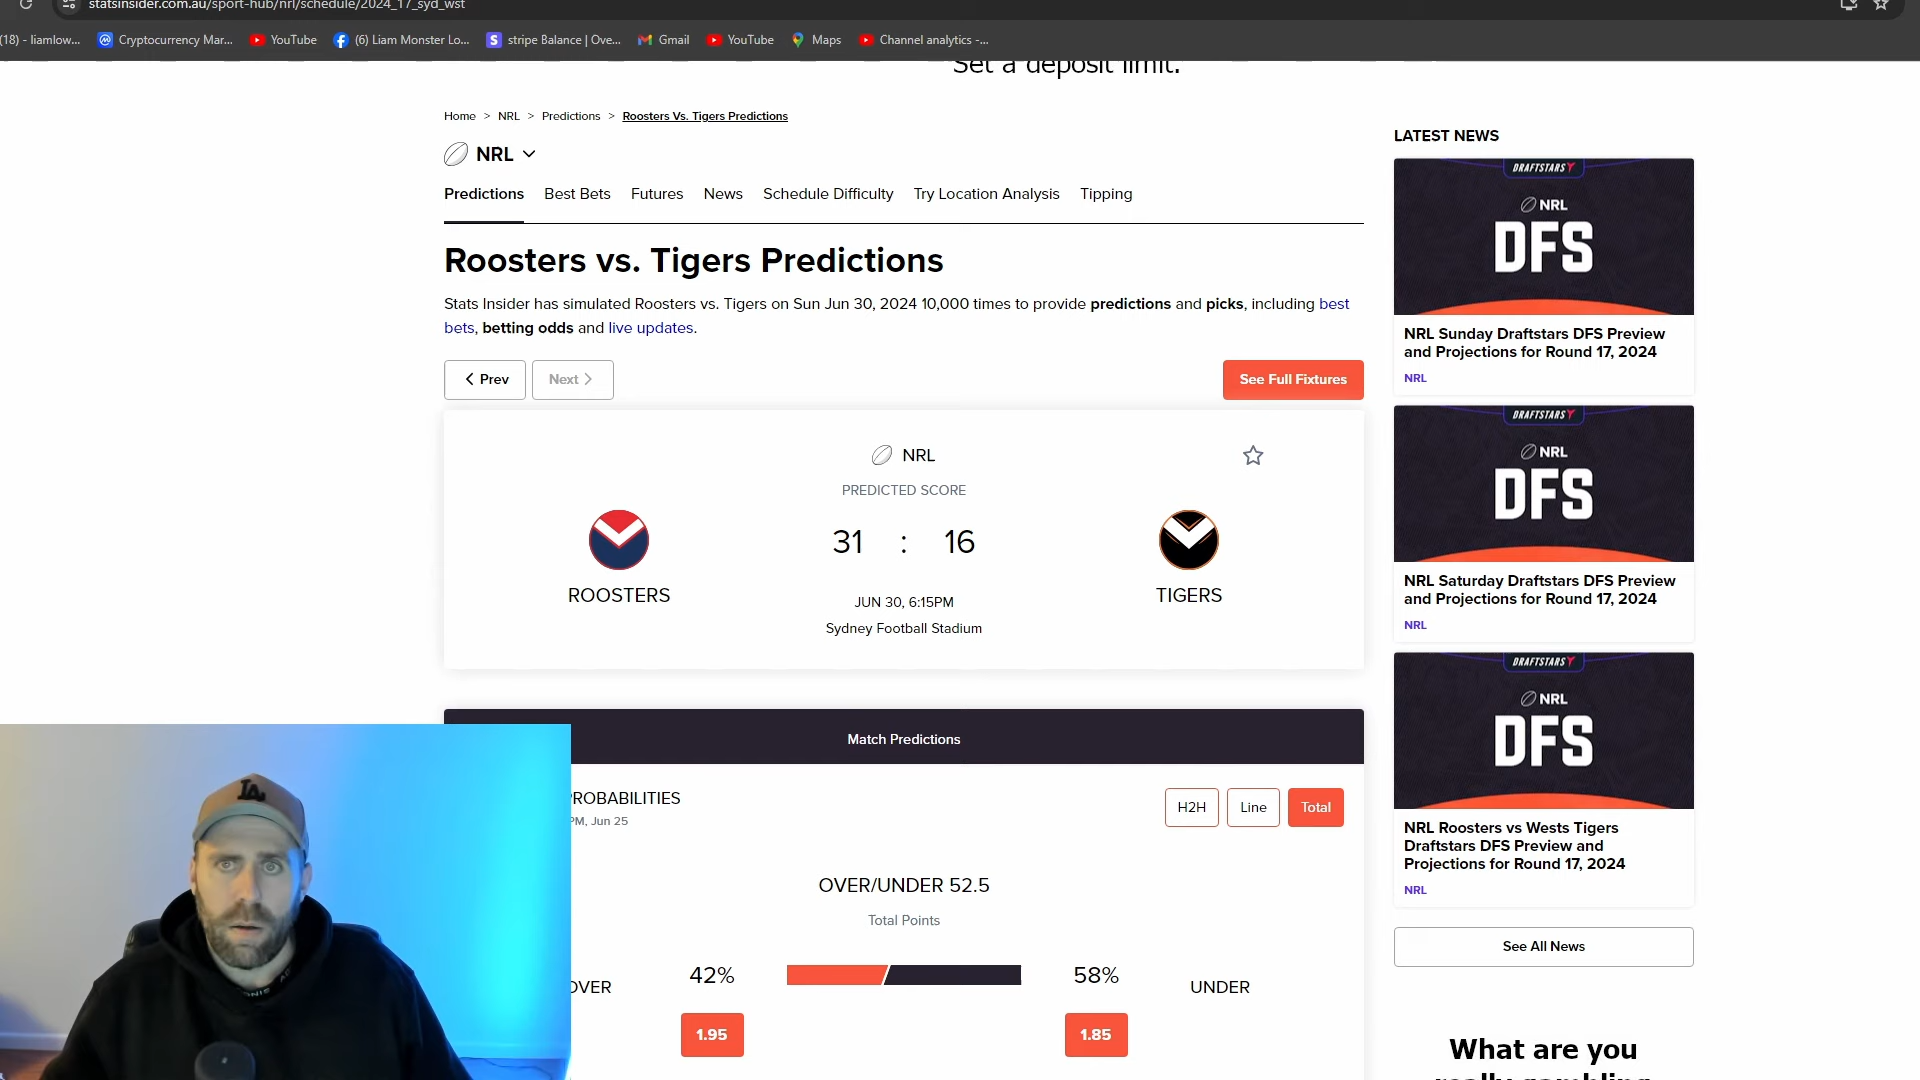 statsinsider.com.au/sport-hub/nrl/schedule/2024_17_syd_wst
(18) - liamlow... Cryptocurrency Mar... YouTube (6) Liam Monster Lo... stripe Balance | Ove... Gmail YouTube Maps Channel analytics -...
Set a deposit limit.
Home > NRL > Predictions > Roosters Vs. Tigers Predictions
NRL
Predictions Best Bets Futures News Schedule Difficulty Try Location Analysis Tipping
Roosters vs. Tigers Predictions
Stats Insider has simulated Roosters vs. Tigers on Sun Jun 30, 2024 10,000 times to provide predictions and picks, including best
bets, betting odds and live updates.
Prev Next See Full Fixtures
NRL
PREDICTED SCORE
31 : 16
ROOSTERS TIGERS
JUN 30, 6:15PM
Sydney Football Stadium
Match Predictions
PROBABILITIES
PM, Jun 25
H2H Line Total
OVER/UNDER 52.5
Total Points
OVER 42% 58% UNDER
1.95 1.85
LA
LATEST NEWS
DRAFTSTARS
NRL
DFS
NRL Sunday Draftstars DFS Preview
and Projections for Round 17, 2024
NRL
DRAFTSTARS
NRL
DFS
NRL Saturday Draftstars DFS Preview
and Projections for Round 17, 2024
NRL
DRAFTSTARS
NRL
DFS
NRL Roosters vs Wests Tigers
Draftstars DFS Preview and
Projections for Round 17, 2024
NRL
See All News
What are you
really gambling